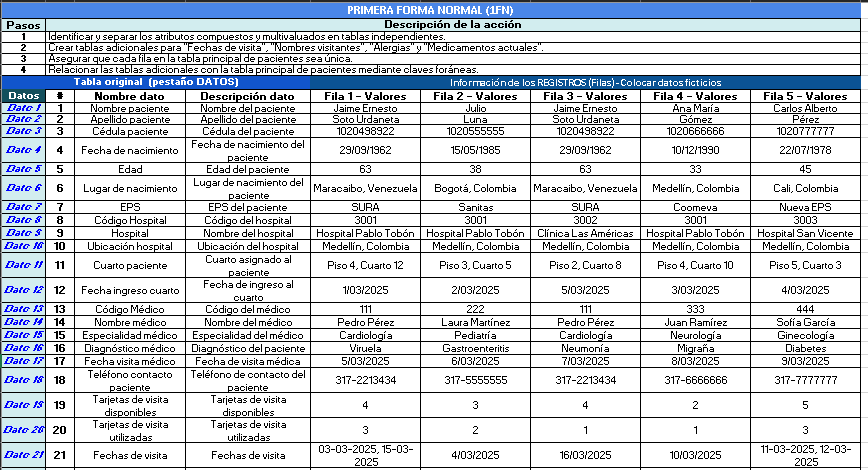 PRIMERA FORMA NORMAL (1FN)
Pasos Descripción de la acción
1 Identificar y separar los atributos compuestos y multivaluados en tablas independientes.
2 Crear tablas adicionales para "Fechas de visita", "Nombres visitantes", "Alergias" y "Medicamentos actuales".
3 Asegurar que cada fila en la tabla principal de pacientes sea única.
4 Relacionar las tablas adicionales con la tabla principal de pacientes mediante claves foráneas.
Tabla original (pestaño DATOS) Información de los REGISTROS (Filas) - Colocar datos ficticios
Datos # Nombre dato Descripción dato Fila 1 – Valores Fila 2 – Valores Fila 3 – Valores Fila 4 – Valores Fila 5 – Valores
Dato 1 1 Nombre paciente Nombre del paciente Jaime Ernesto Julio Jaime Ernesto Ana María Carlos Alberto
Dato 2 2 Apellido paciente Apellido del paciente Soto Urdaneta Luna Soto Urdaneta Gómez Pérez
Dato 3 3 Cédula paciente Cédula del paciente 1020498922 1020555555 1020498922 1020666666 1020777777
Dato 4 4 Fecha de nacimiento Fecha de nacimiento del paciente 29/09/1962 15/05/1985 29/09/1962 10/12/1990 22/07/1978
Dato 5 5 Edad Edad del paciente 63 38 63 33 45
Dato 6 6 Lugar de nacimiento Lugar de nacimiento del paciente Maracaibo, Venezuela Bogotá, Colombia Maracaibo, Venezuela Medellín, Colombia Cali, Colombia
Dato 7 7 EPS EPS del paciente SURA Sanitas SURA Coomeva Nueva EPS
Dato 8 8 Código Hospital Código del hospital 3001 3001 3002 3001 3003
Dato 9 9 Hospital Nombre del hospital Hospital Pablo Tobón Hospital Pablo Tobón Clínica Las Américas Hospital Pablo Tobón Hospital San Vicente
Dato 10 10 Ubicación hospital Ubicación del hospital Medellín, Colombia Medellín, Colombia Medellín, Colombia Medellín, Colombia Medellín, Colombia
Dato 11 11 Cuarto paciente Cuarto asignado al paciente Piso 4, Cuarto 12 Piso 3, Cuarto 5 Piso 2, Cuarto 8 Piso 4, Cuarto 10 Piso 5, Cuarto 3
Dato 12 12 Fecha ingreso cuarto Fecha de ingreso al cuarto 1/03/2025 2/03/2025 5/03/2025 3/03/2025 4/03/2025
Dato 13 13 Código Médico Código del médico 111 222 111 333 444
Dato 14 14 Nombre médico Nombre del médico Pedro Pérez Laura Martínez Pedro Pérez Juan Ramírez Sofía García
Dato 15 15 Especialidad médico Especialidad del médico Cardiología Pediatría Cardiología Neurología Ginecología
Dato 16 16 Diagnóstico médico Diagnóstico del paciente Viruela Gastroenteritis Neumonía Migraña Diabetes
Dato 17 17 Fecha visita médico Fecha de visita médica 5/03/2025 6/03/2025 7/03/2025 8/03/2025 9/03/2025
Dato 18 18 Teléfono contacto paciente Teléfono de contacto del paciente 317-2213434 317-5555555 317-2213434 317-6666666 317-7777777
Dato 19 19 Tarjetas de visita disponibles Tarjetas de visita disponibles 4 3 4 2 5
Dato 20 20 Tarjetas de visita utilizadas Tarjetas de visita utilizadas 3 2 1 1 3
Dato 21 21 Fechas de visita Fechas de visita 03-03-2025, 15-03-2025 4/03/2025 16/03/2025 10/03/2025 11-03-2025, 12-03-2025